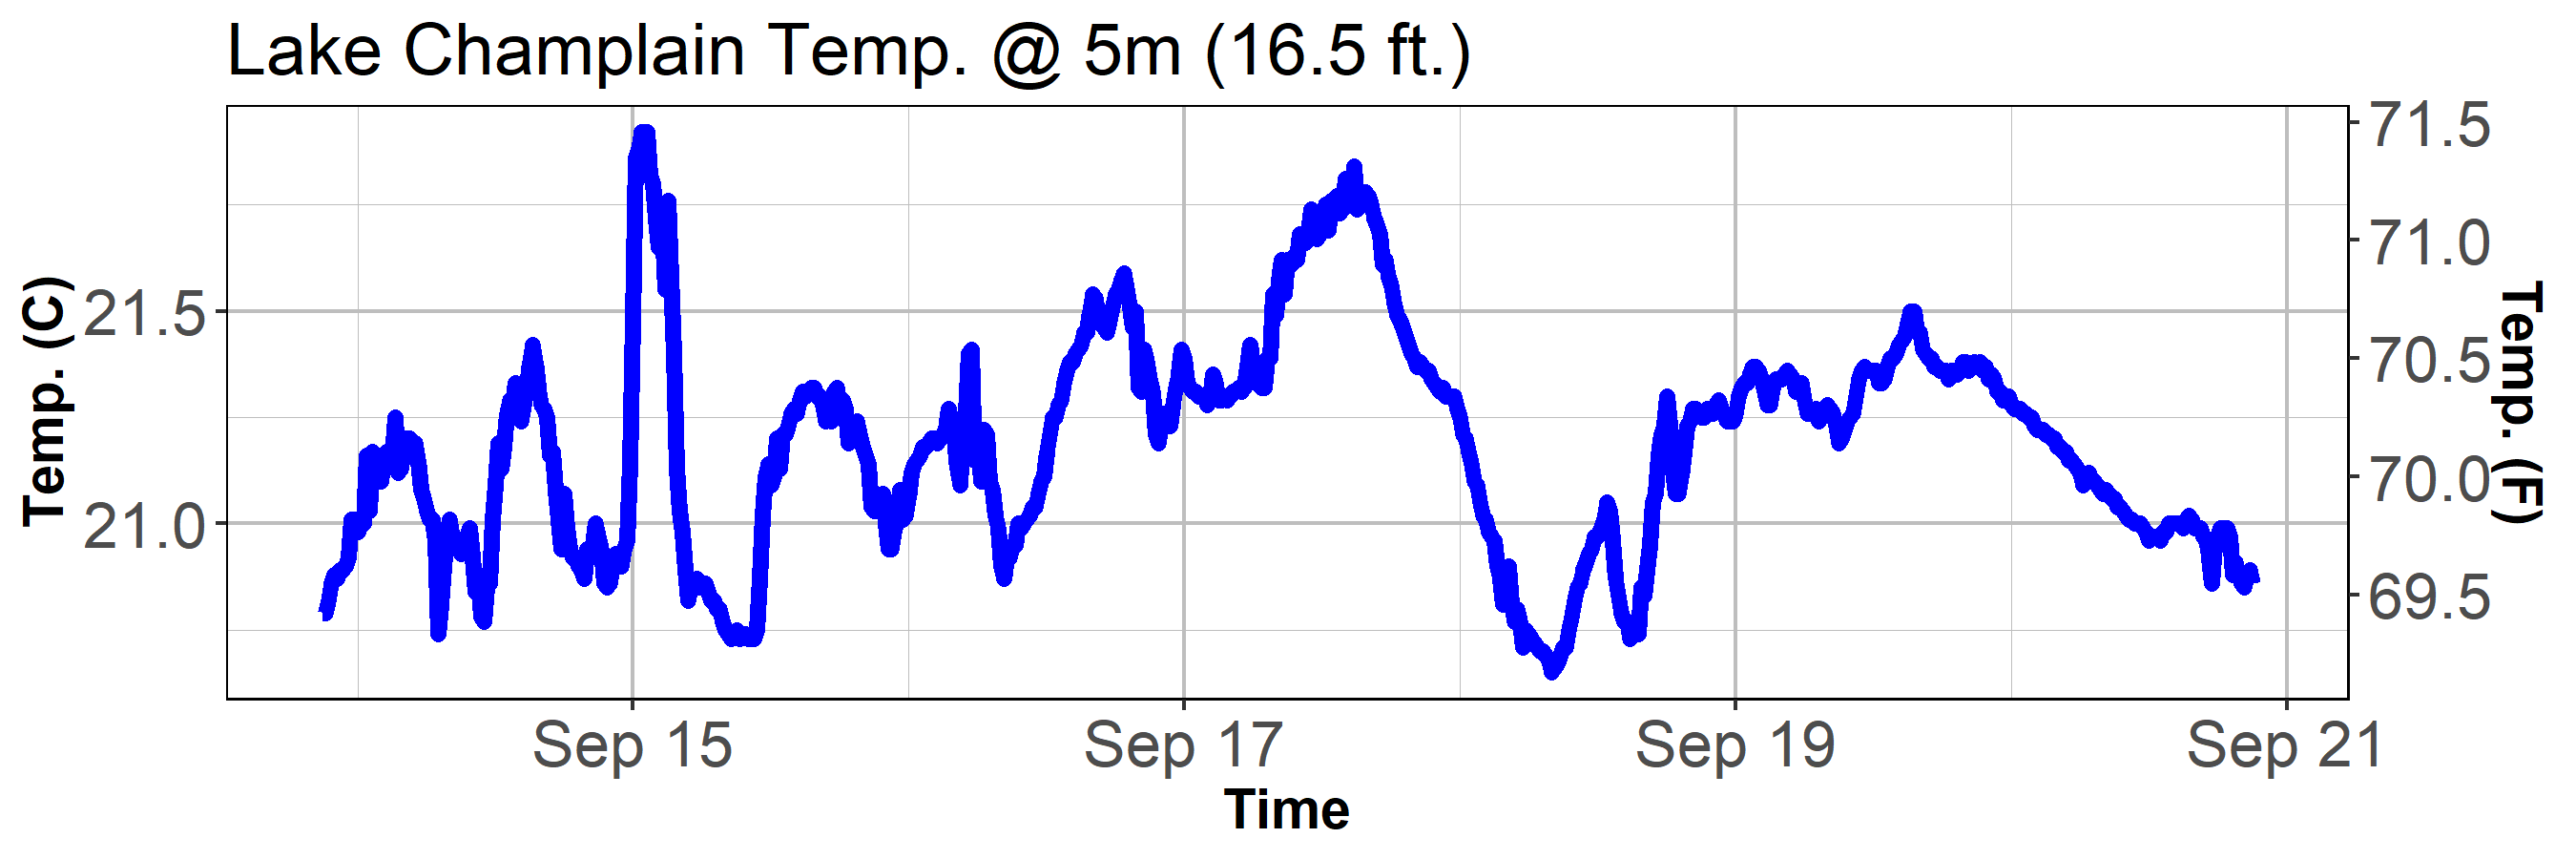 Lake Champlain Temp. @ 5m (16.5 ft.)
Temp. (C)
21.5
21.0
71.5
71.0
70.5
70.0
69.5
Temp. (F)
Sep 15
Sep 17
Sep 19
Sep 21
Time